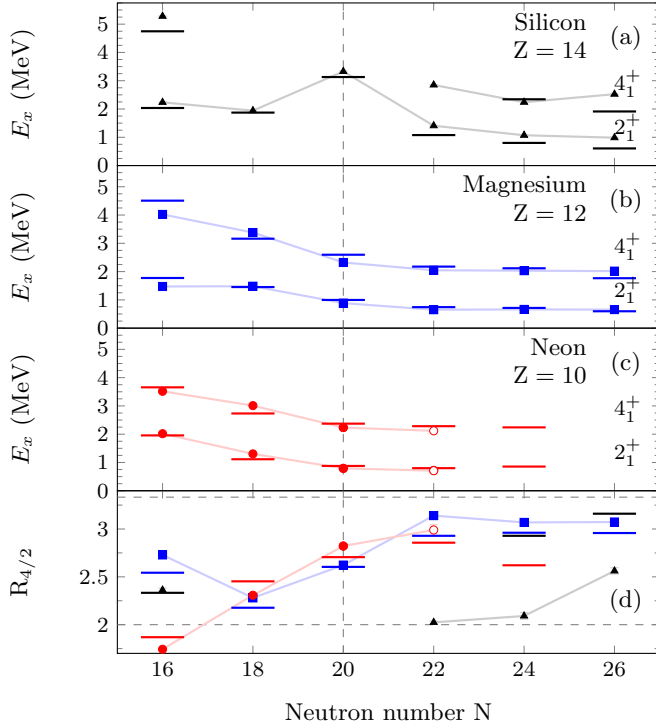 Silicon
Z = 14
(a)
5
4
3
2
1
0
E_x (MeV)
4_1^+
2_1^+
Magnesium
Z = 12
(b)
5
4
3
2
1
0
E_x (MeV)
4_1^+
2_1^+
Neon
Z = 10
(c)
5
4
3
2
1
0
E_x (MeV)
4_1^+
2_1^+
3
2.5
2
R_{4/2}
(d)
16 18 20 22 24 26
Neutron number N